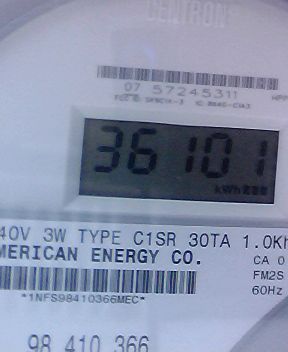 CENTRON®
07 57245311
36101
kWh
40V 3W TYPE C1SR 30TA 1.0Kh
MERICAN ENERGY CO.
CA 0
FM2S
60Hz
*1NFS98410366MEC*
98 410 366